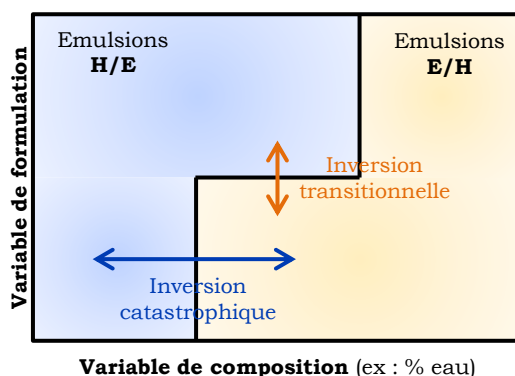 Emulsions
H/E
Emulsions
E/H
Variable de formulation
Inversion
transitionnelle
Inversion
catastrophique
Variable de composition (ex : % eau)